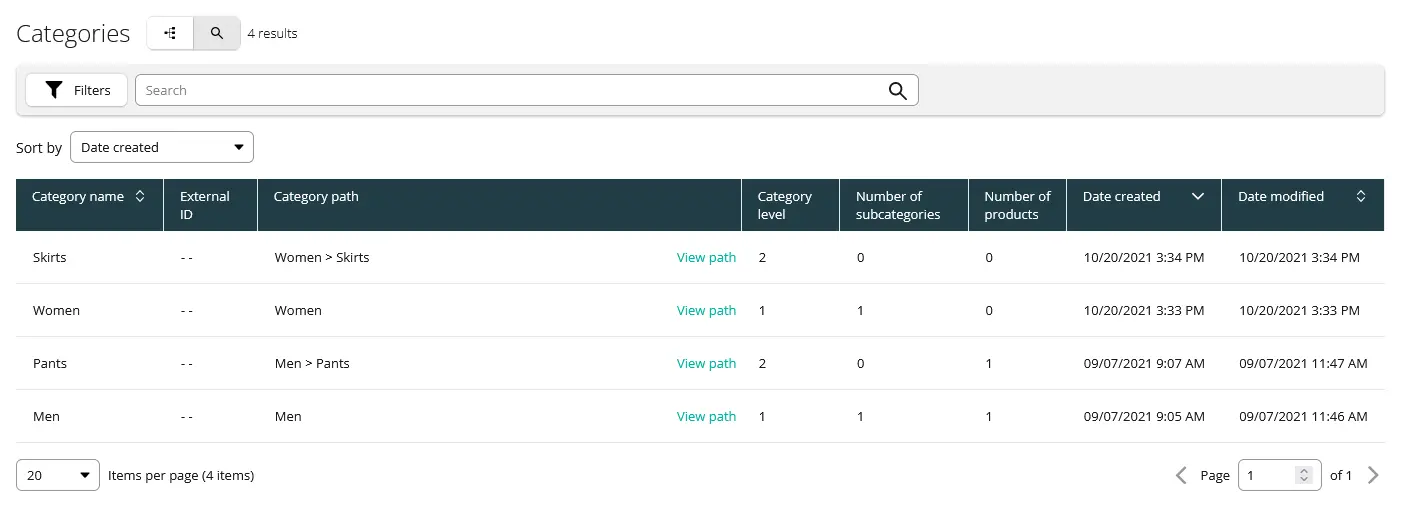 Categories 4 results
Filters Search
Sort by Date created
Category name External ID Category path Category level Number of subcategories Number of products Date created Date modified
Skirts - - Women > Skirts View path 2 0 0 10/20/2021 3:34 PM 10/20/2021 3:34 PM
Women - - Women View path 1 1 0 10/20/2021 3:33 PM 10/20/2021 3:33 PM
Pants - - Men > Pants View path 2 0 1 09/07/2021 9:07 AM 09/07/2021 11:47 AM
Men - - Men View path 1 1 1 09/07/2021 9:05 AM 09/07/2021 11:46 AM
20 Items per page (4 items) Page 1 of 1